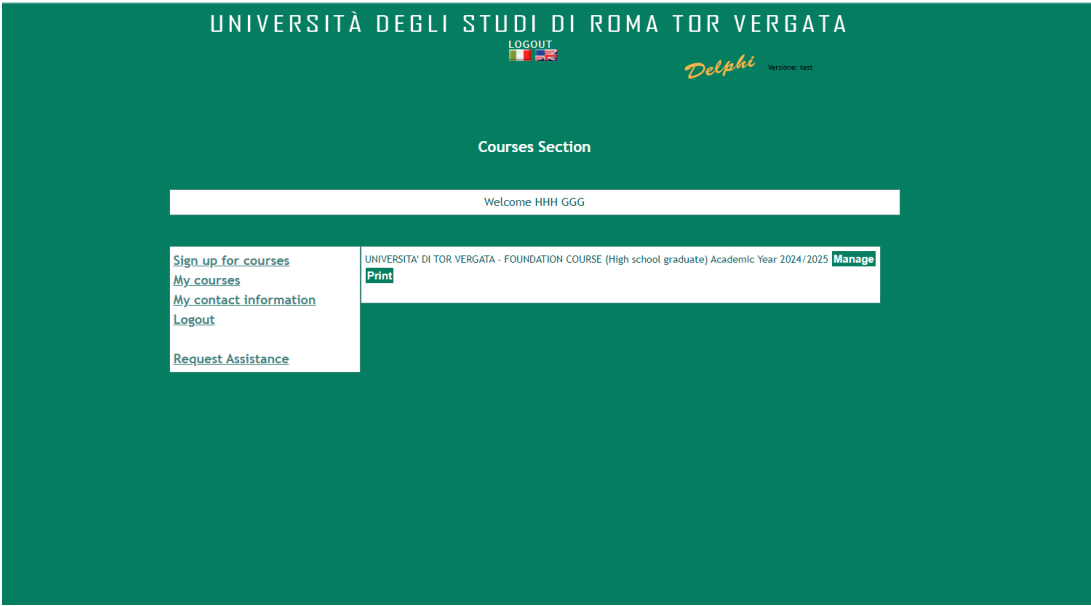 UNIVERSITÀ DEGLI STUDI DI ROMA TOR VERGATA
LOGOUT
Delphi
Versione: test
Courses Section
Welcome HHH GGG
Sign up for courses
My courses
My contact information
Logout
Request Assistance
UNIVERSITA' DI TOR VERGATA - FOUNDATION COURSE (High school graduate) Academic Year 2024/2025 Manage
Print